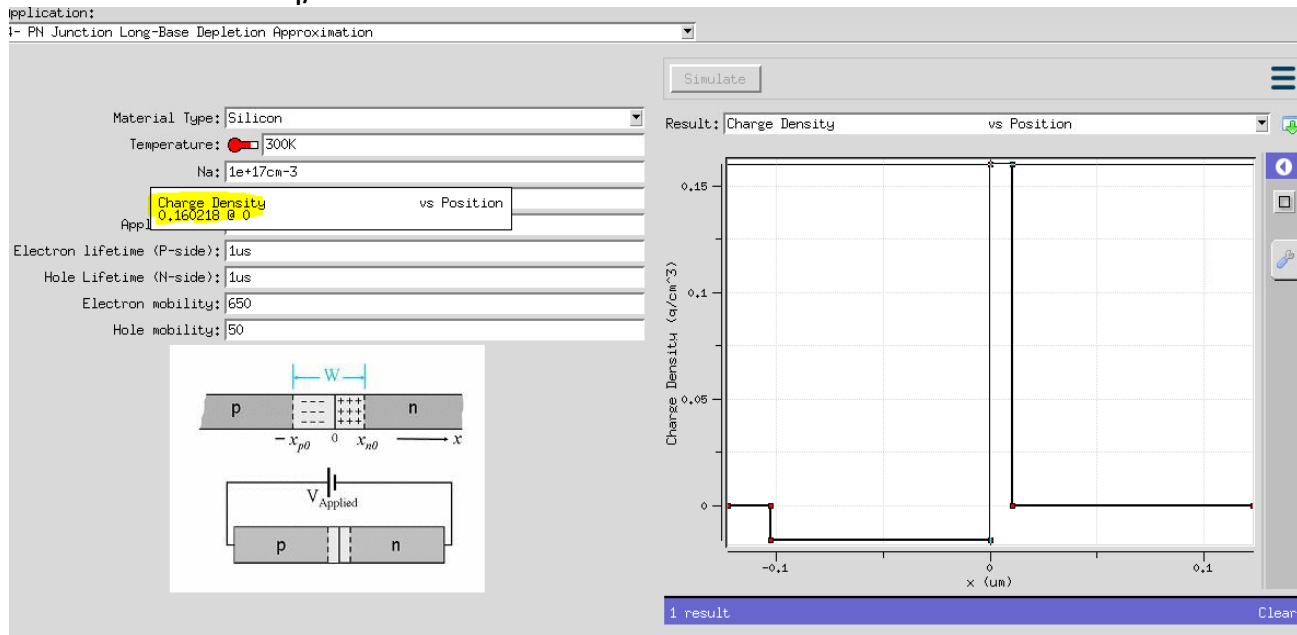 Application:
4- PN Junction Long-Base Depletion Approximation
Simulate
Material Type: Silicon
Result: Charge Density vs Position
Temperature: 300K
Na: 1e+17cm-3
Charge Density vs Position
0.160218 @ 0
Appl
Electron lifetime (P-side): 1us
Hole Lifetime (N-side): 1us
Electron mobility: 650
Hole mobility: 50
W
p --- +++ n
--- +++
--- +++
-xp0 0 xn0 x
VApplied
p n
Charge Density (q/cm^3)
0.15
0.1
0.05
0
-0.1 0 0.1
x (um)
1 result Clear